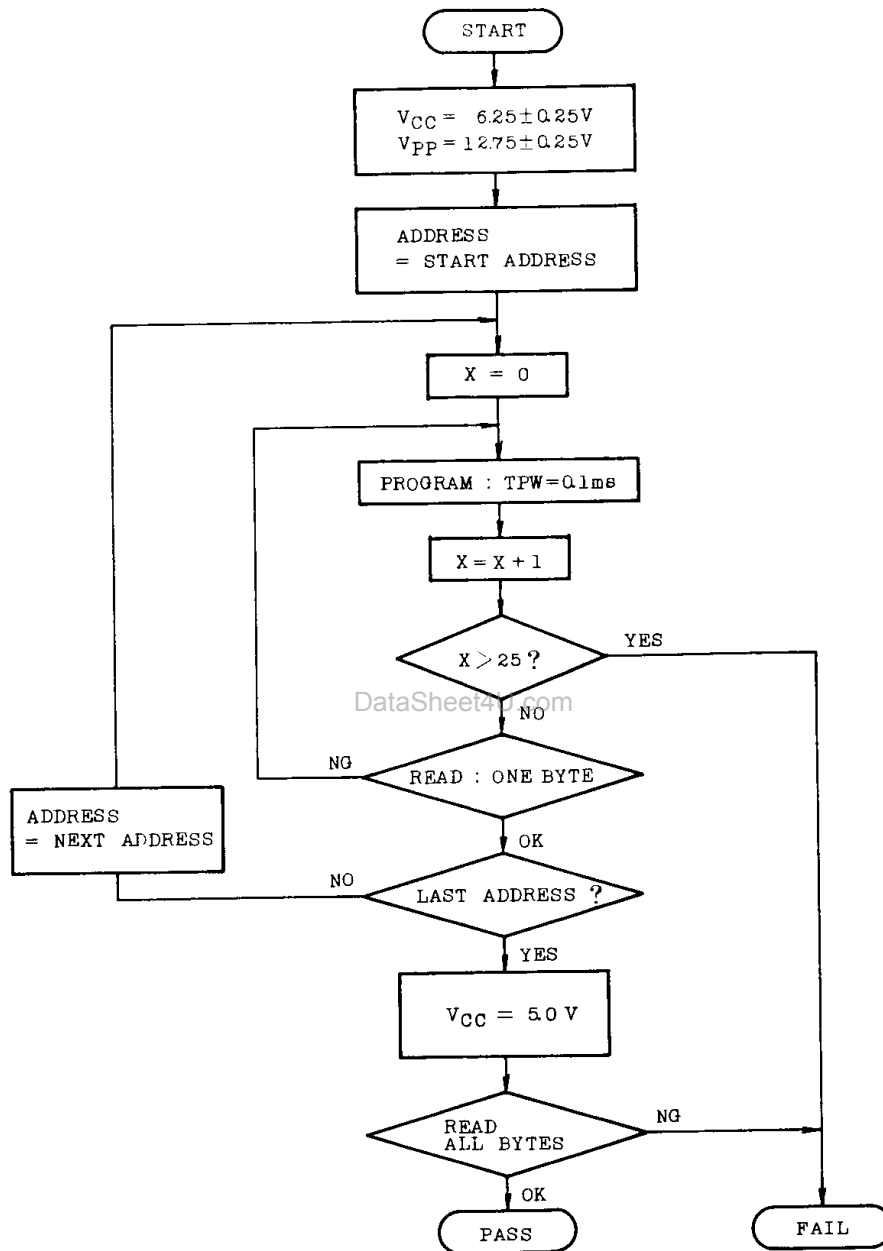 START
VCC = 6.25±0.25V
VPP = 12.75±0.25V
ADDRESS
= START ADDRESS
X = 0
PROGRAM : TPW=0.1ms
X=X+1
X>25?
YES
DataSheet4U.com
NO
NG
READ : ONE BYTE
ADDRESS
= NEXT ADDRESS
OK
NO
LAST ADDRESS ?
YES
VCC = 5.0 V
READ
ALL BYTES
NG
OK
PASS
FAIL